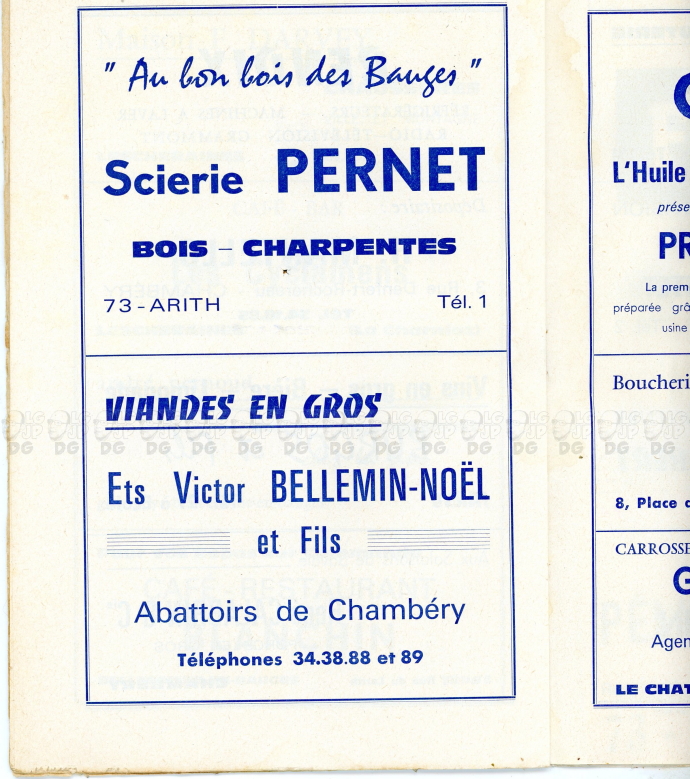 " Au bon bois des Bauges "
Scierie PERNET
BOIS – CHARPENTES
73 - ARITH Tél. 1
VIANDES EN GROS
Ets Victor BELLEMIN-NOËL
et Fils
Abattoirs de Chambéry
Téléphones 34.38.88 et 89
L'Huile
La
préparée
usine
8, Place
CARROSSE
LE CHAT